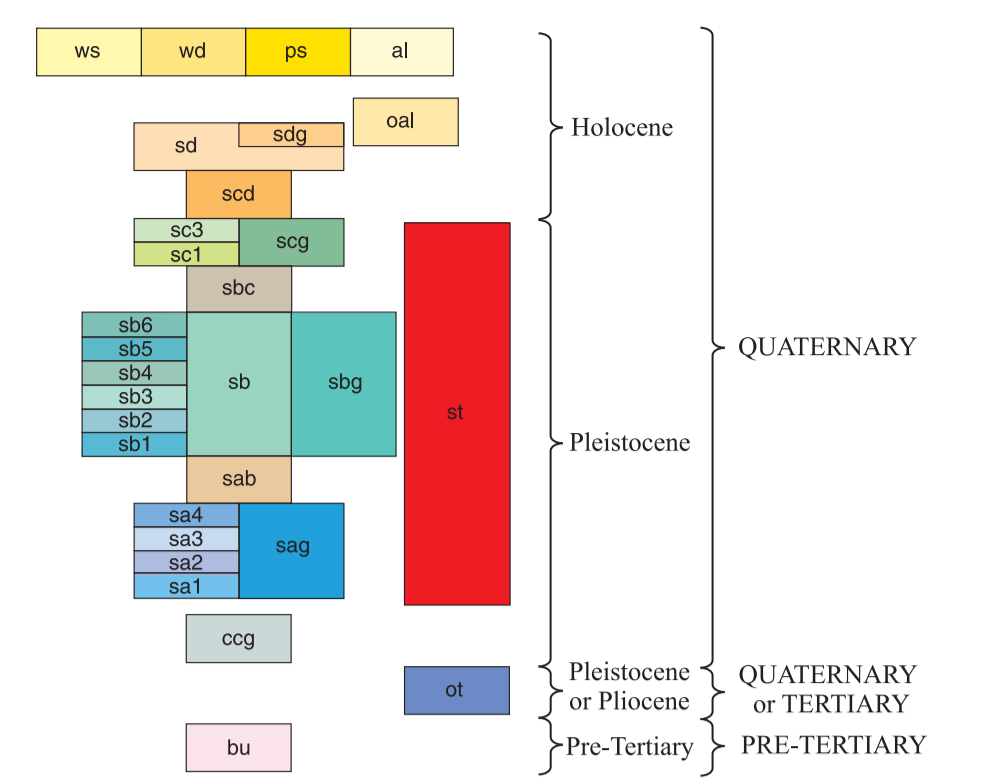 ws wd ps al
oal
sdg
sd
Holocene
scd
sc3
scg
sc1
sbc
sb6
sb5
QUATERNARY
sb4
sb
sbg
sb3
st
sb2
sb1
Pleistocene
sab
sa4
sa3
sag
sa2
sa1
ccg
Pleistocene
or Pliocene
QUATERNARY
or TERTIARY
ot
bu
Pre-Tertiary
PRE-TERTIARY